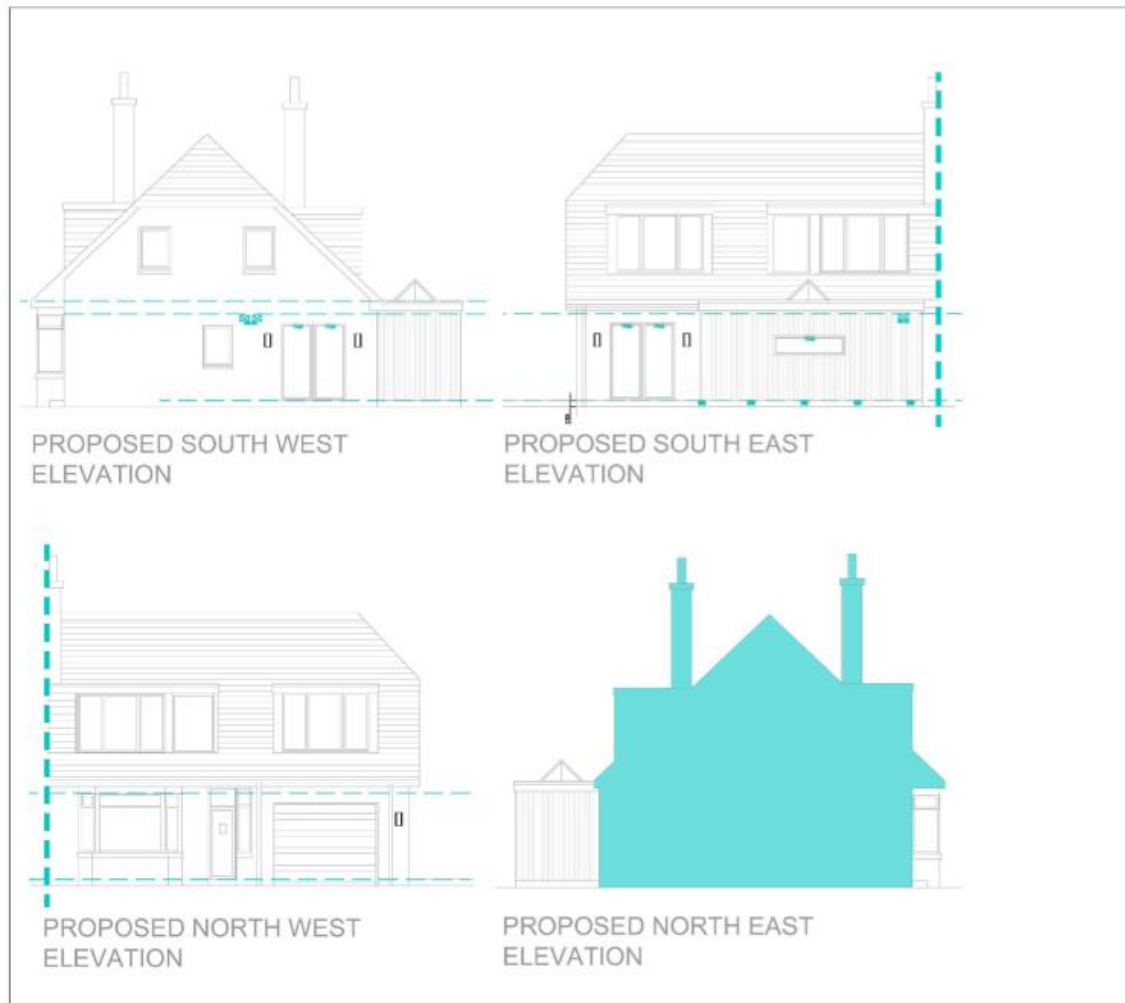 PROPOSED SOUTH WEST
ELEVATION
PROPOSED SOUTH EAST
ELEVATION
PROPOSED NORTH WEST
ELEVATION
PROPOSED NORTH EAST
ELEVATION